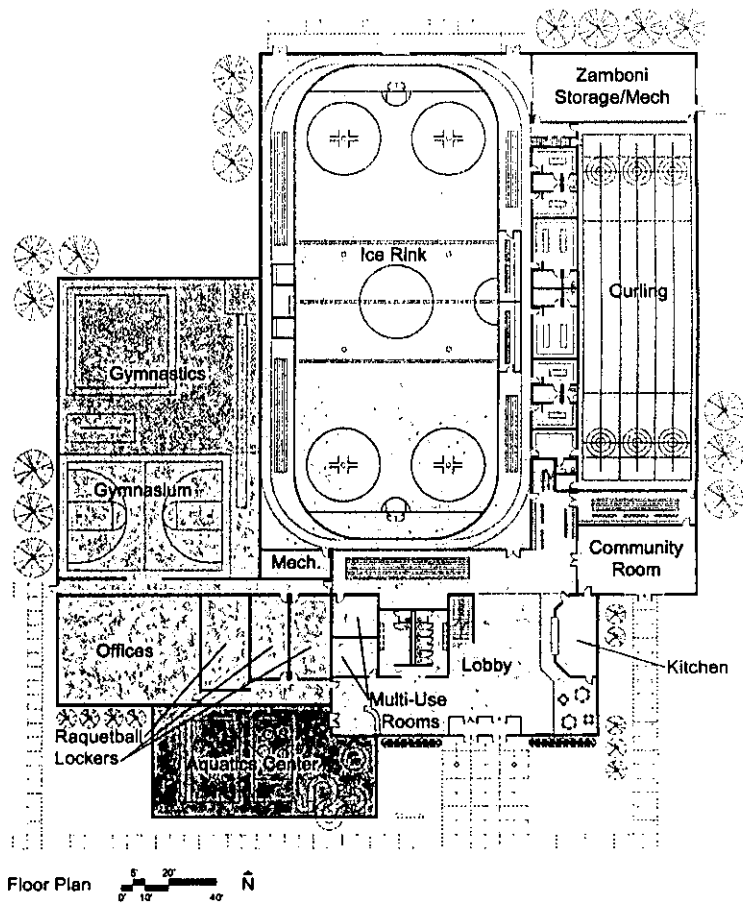 Zamboni
Storage/Mech
Ice Rink
Curling
Gymnastics
Gymnasium
Mech.
Community
Room
Offices
Lobby
Kitchen
Multi-Use
Rooms
Raquetball
Lockers
Aquatics Center
Floor Plan
5' 20'
0' 10' 40'
N